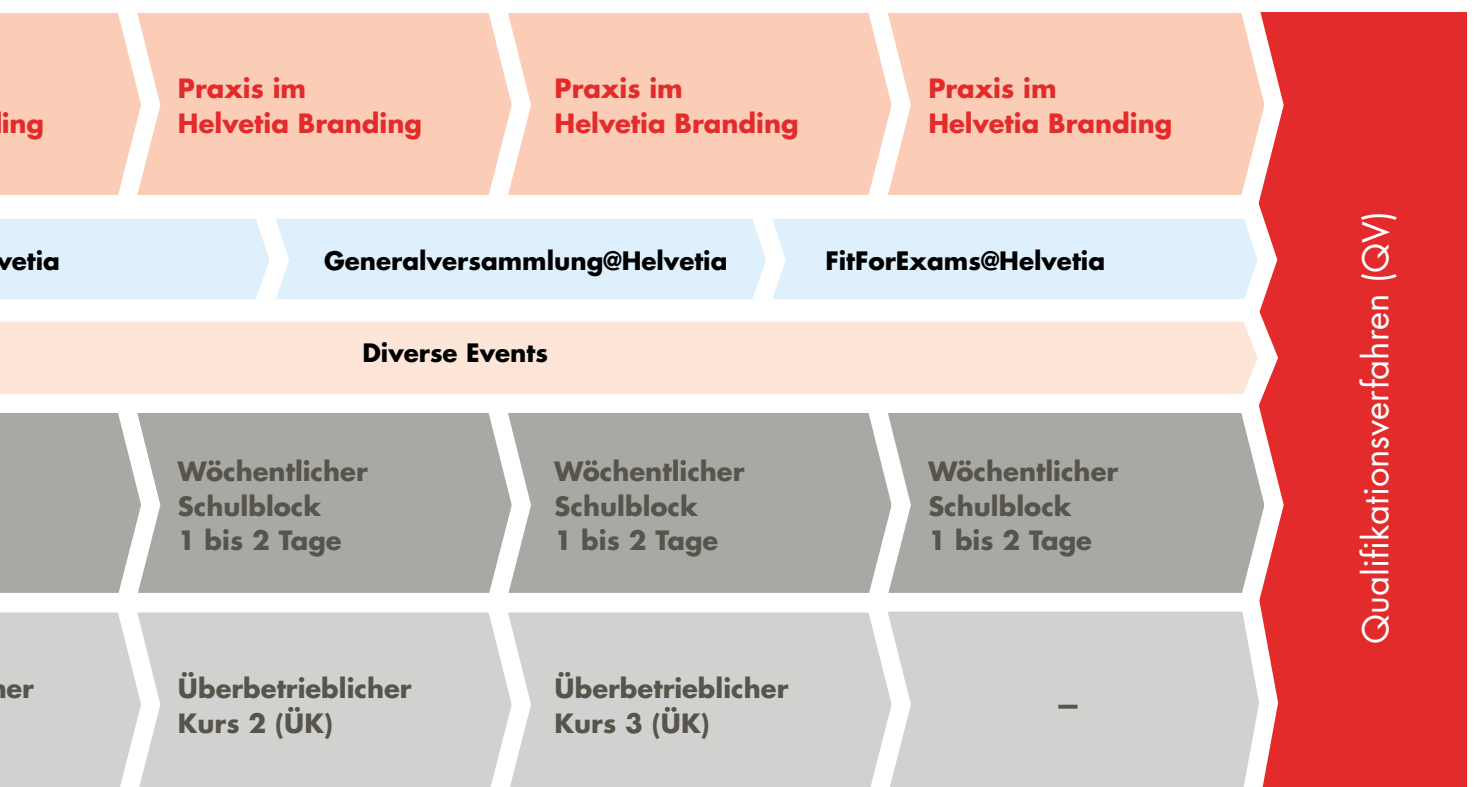 ding
Praxis im
Helvetia Branding
Praxis im
Helvetia Branding
Praxis im
Helvetia Branding
vetia
Generalversammlung@Helvetia
FitForExams@Helvetia
Diverse Events
Wöchentlicher
Schulblock
1 bis 2 Tage
Wöchentlicher
Schulblock
1 bis 2 Tage
Wöchentlicher
Schulblock
1 bis 2 Tage
her
Überbetrieblicher
Kurs 2 (ÜK)
Überbetrieblicher
Kurs 3 (ÜK)
–
Qualifikationsverfahren (QV)